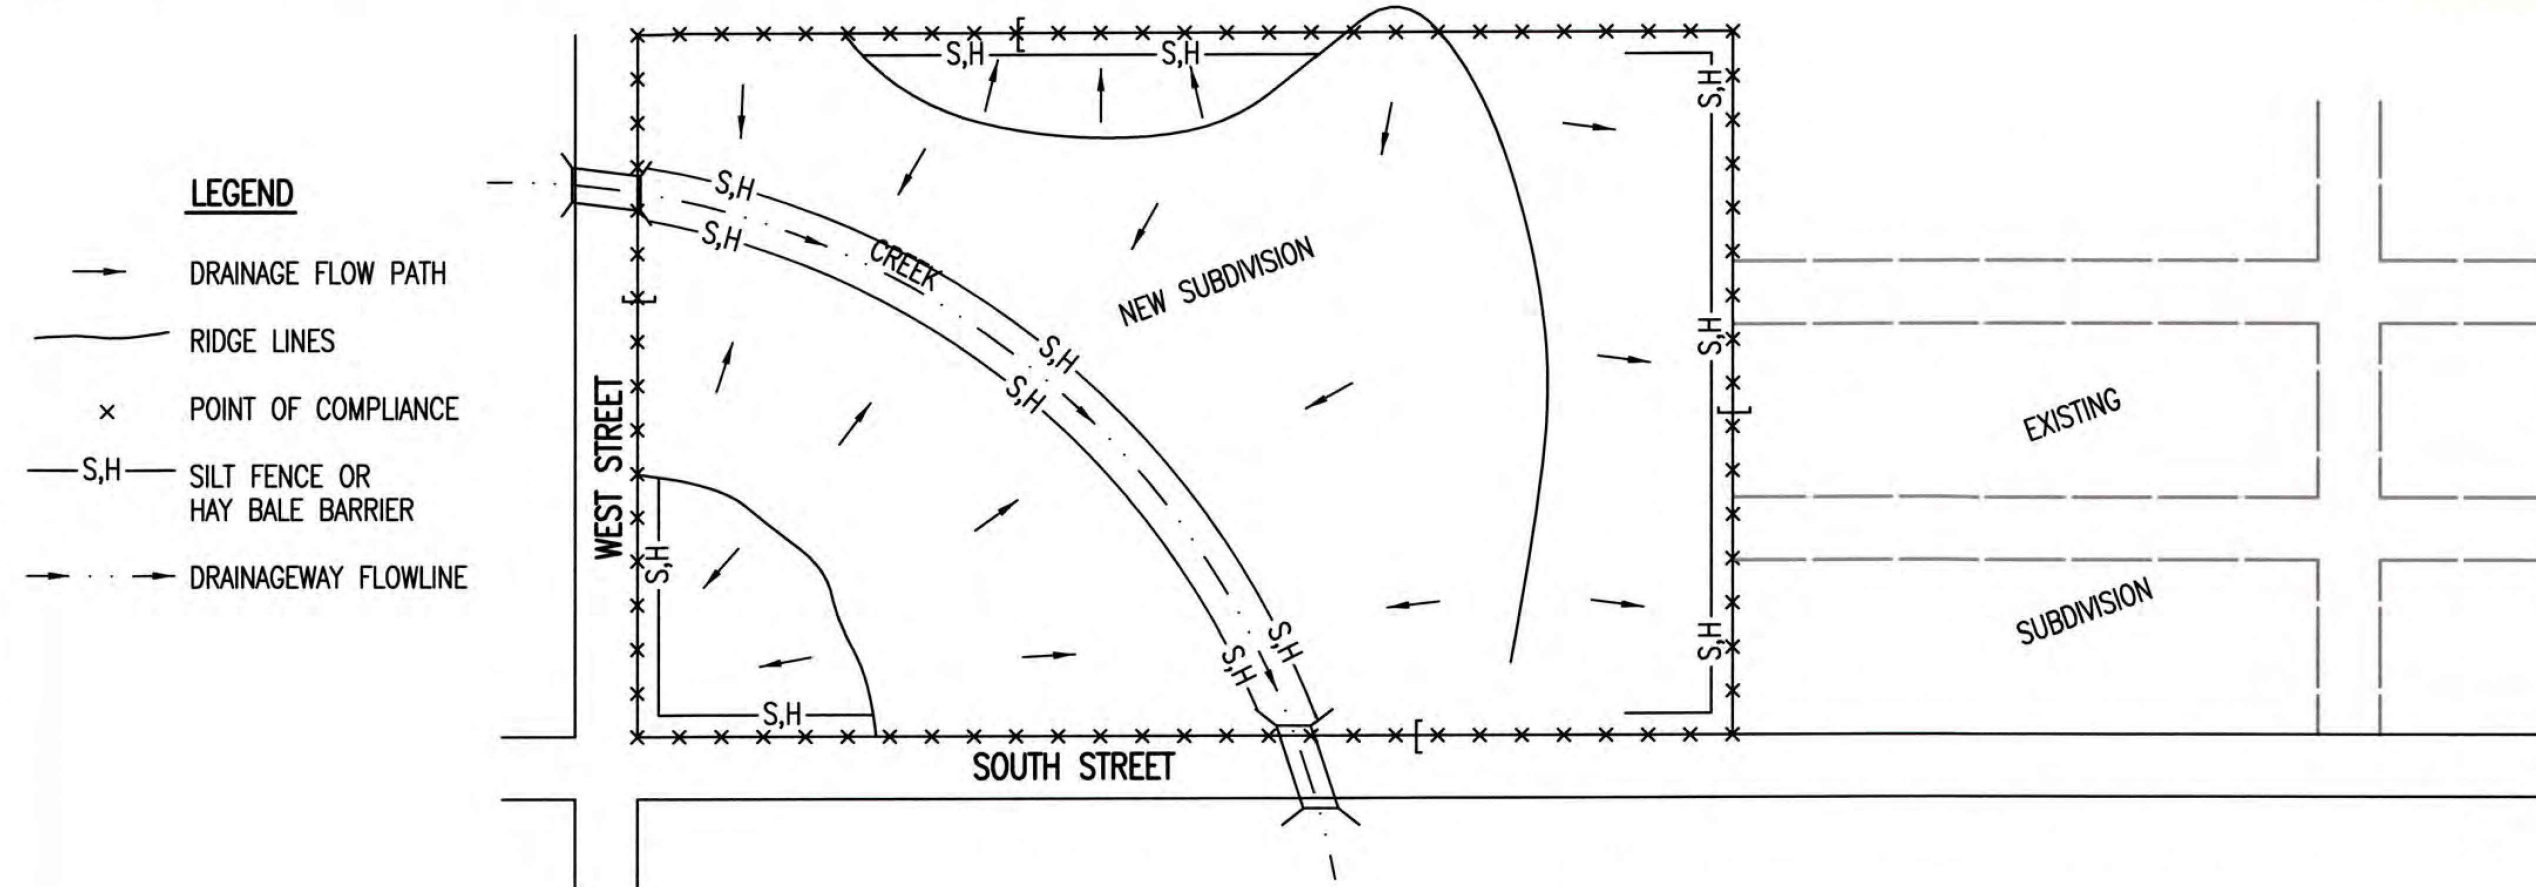 LEGEND
DRAINAGE FLOW PATH
RIDGE LINES
POINT OF COMPLIANCE
S,H
SILT FENCE OR
HAY BALE BARRIER
DRAINAGEWAY FLOWLINE
S,H
S,H
S,H
S,H
S,H
CREEK
NEW SUBDIVISION
S,H
S,H
S,H
WEST STREET
S,H
S,H
S,H
S,H
S,H
SOUTH STREET
EXISTING
SUBDIVISION